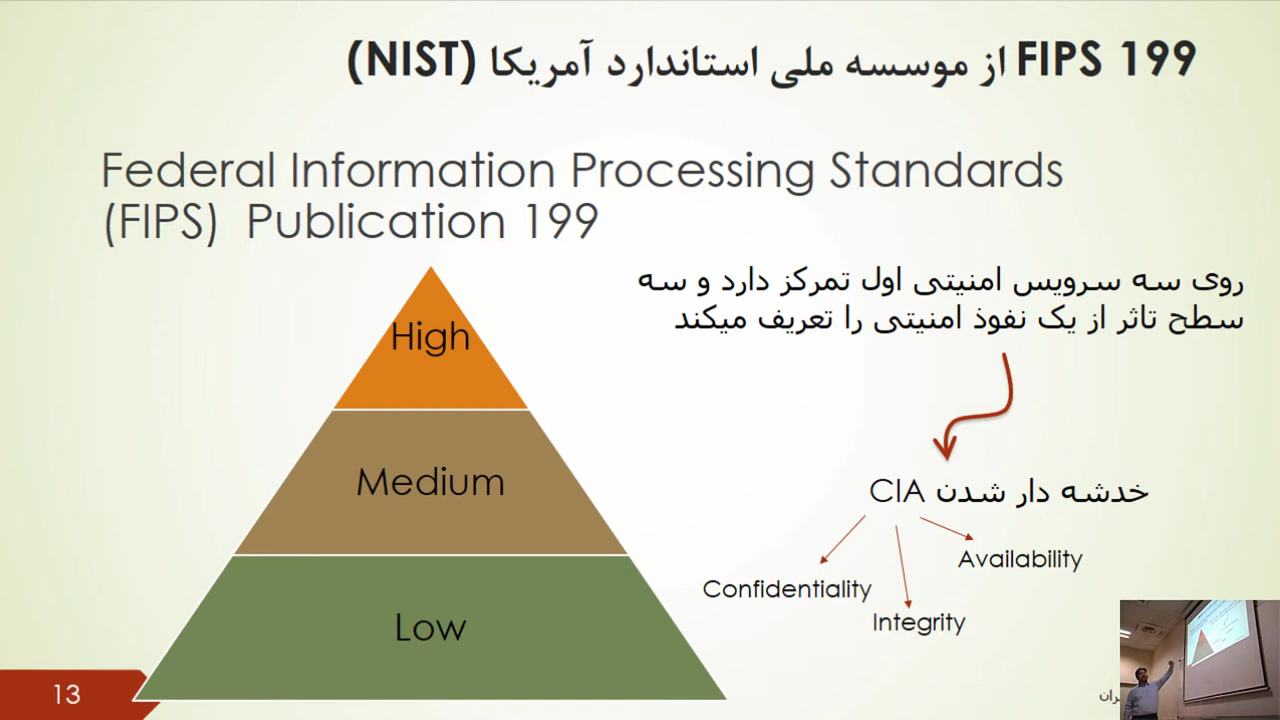 FIPS 199 از موسسه ملی استاندارد آمریکا (NIST)
Federal Information Processing Standards
(FIPS) Publication 199
روی سه سرویس امنیتی اول تمرکز دارد و سه
سطح تاثر از یک نفوذ امنیتی را تعریف میکند
High
Medium
Low
خدشه دار شدن CIA
Availability
Confidentiality
Integrity
13